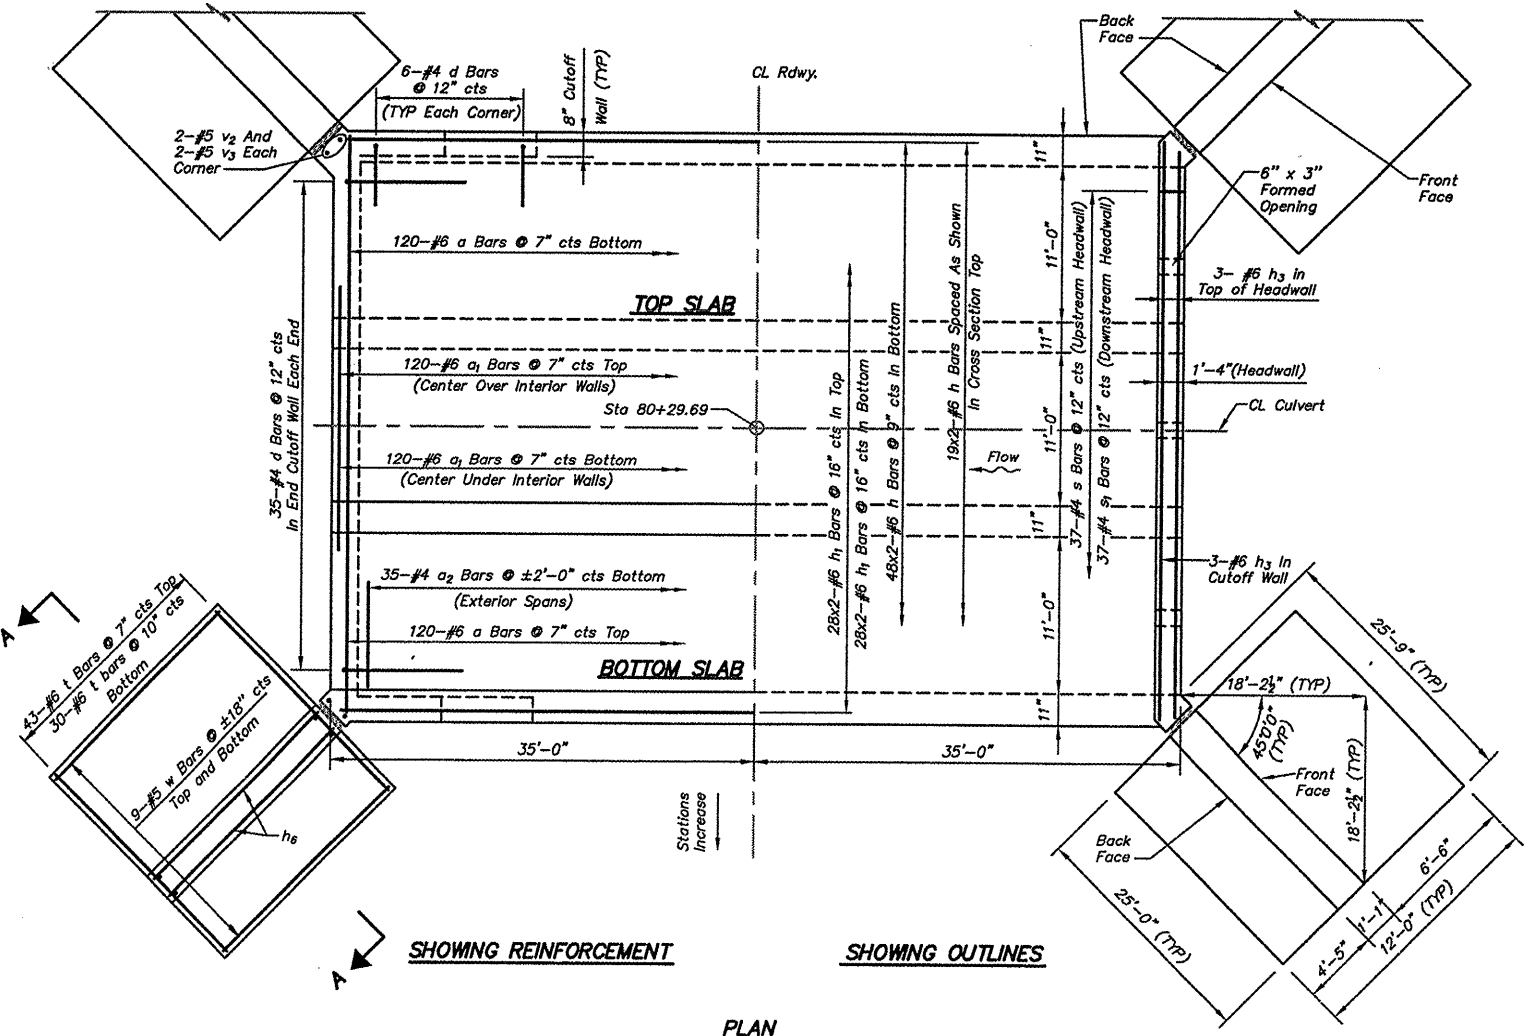 Back
Face
CL Rdwy.
6-#4 d Bars
@ 12" cts
(TYP Each Corner)
8" Cutoff
Wall (TYP)
2-#5 v₂ And
2-#5 v₃ Each
Corner
11"
6" x 3"
Formed
Opening
Front
Face
120-#6 a Bars @ 7" cts Bottom
TOP SLAB
11'-0"
3- #6 h₃ in
Top of Headwall
120-#6 a₁ Bars @ 7" cts Top
(Center Over Interior Walls)
11"
1'-4"(Headwall)
Sta 80+29.69
CL Culvert
35-#4 d Bars @ 12" cts
In End Cutoff Wall Each End
28x2-#6 h₁ Bars @ 16" cts In Top
28x2-#6 h₁ Bars @ 16" cts In Bottom
48x2-#6 h Bars @ 9" cts In Bottom
19x2-#6 h Bars Spaced As Shown
In Cross Section Top
37-#4 s Bars @ 12" cts (Upstream Headwall)
37-#4 s₁ Bars @ 12" cts (Downstream Headwall)
11'-0"
Flow
120-#6 a₁ Bars @ 7" cts Bottom
(Center Under Interior Walls)
11"
3-#6 h₃ In
Cutoff Wall
35-#4 a₂ Bars @ ±2'-0" cts Bottom
(Exterior Spans)
11'-0"
120-#6 a Bars @ 7" cts Top
BOTTOM SLAB
A
43-#6 t Bars @ 7" cts Top
30-#6 t bars @ 10" cts
Bottom
9-#5 w Bars @ ±18" cts
Top and Bottom
h₆
11"
25'-9" (TYP)
18'-2½" (TYP)
45°0'0"
(TYP)
18'-2½" (TYP)
Front
Face
35'-0"
35'-0"
Stations
Increase
Back
Face
6'-6"
1'-1"
4'-5"
12'-0" (TYP)
25'-0" (TYP)
A
SHOWING REINFORCEMENT
SHOWING OUTLINES
PLAN